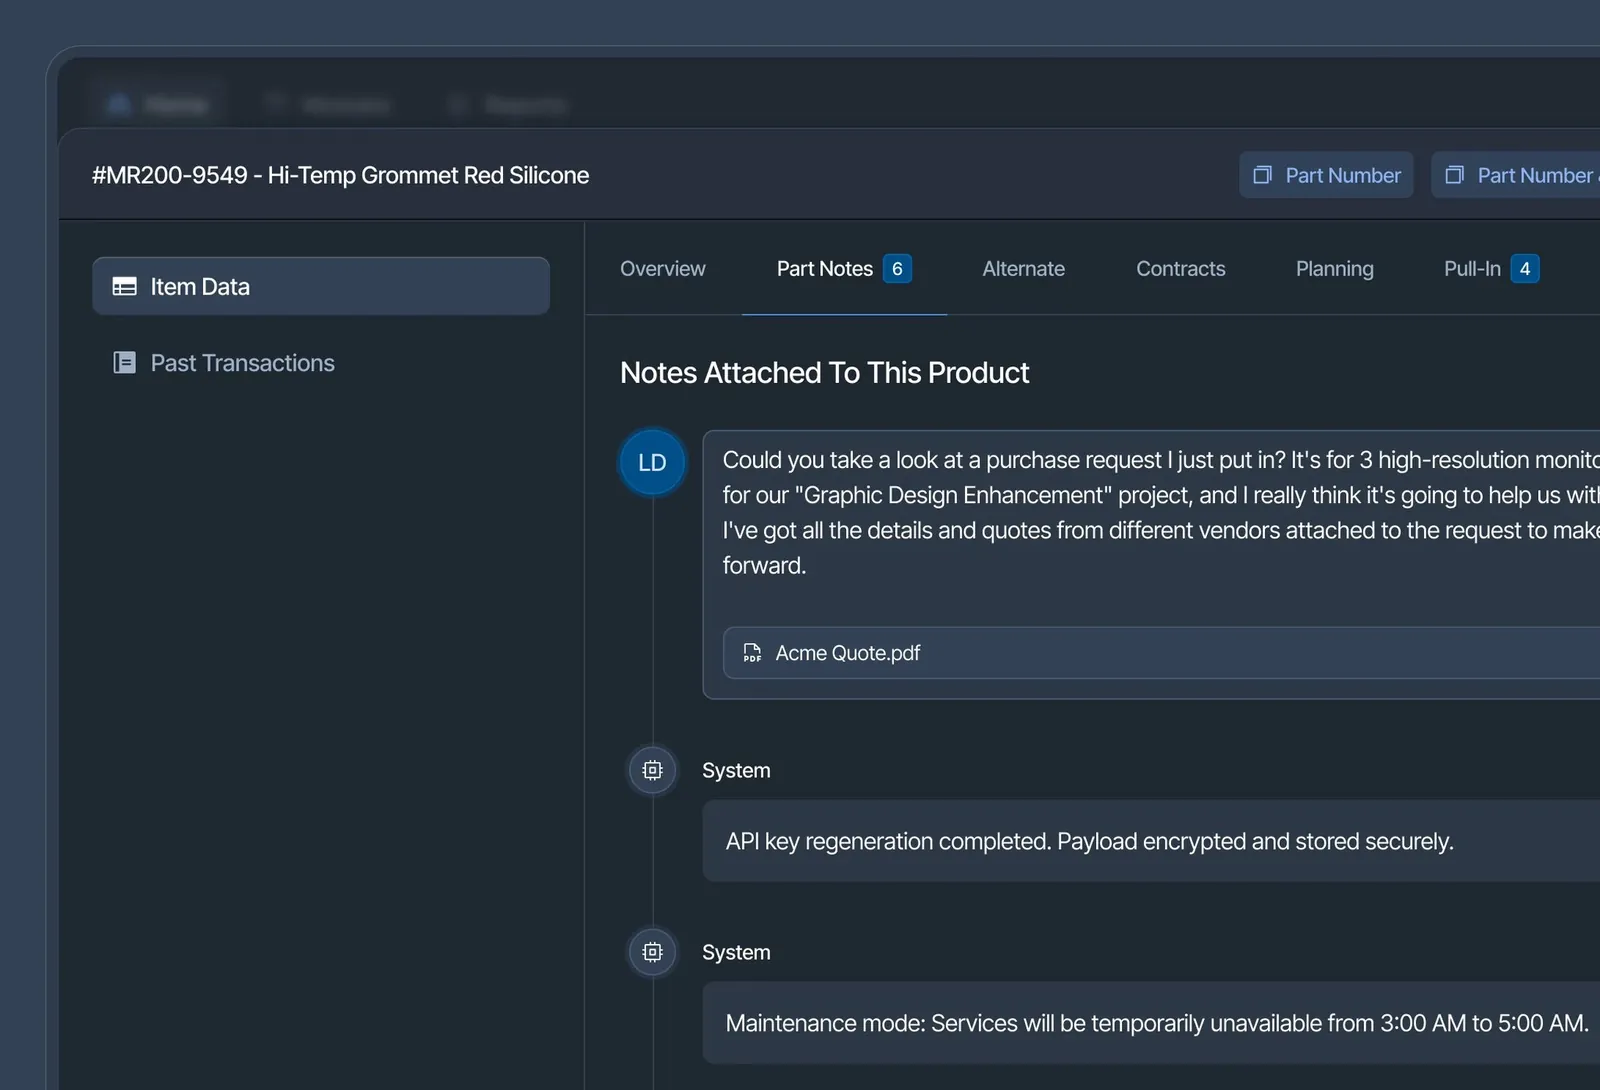 #MR200-9549 - Hi-Temp Grommet Red Silicone
Part Number
Part Number
Item Data
Past Transactions
Overview
Part Notes 6
Alternate
Contracts
Planning
Pull-In 4
Notes Attached To This Product
LD
Could you take a look at a purchase request I just put in? It's for 3 high-resolution
for our "Graphic Design Enhancement" project, and I really think it's going to help us
I've got all the details and quotes from different vendors attached to the request to
forward.
PDF
Acme Quote.pdf
System
API key regeneration completed. Payload encrypted and stored securely.
System
Maintenance mode: Services will be temporarily unavailable from 3:00 AM to 5:00 AM.